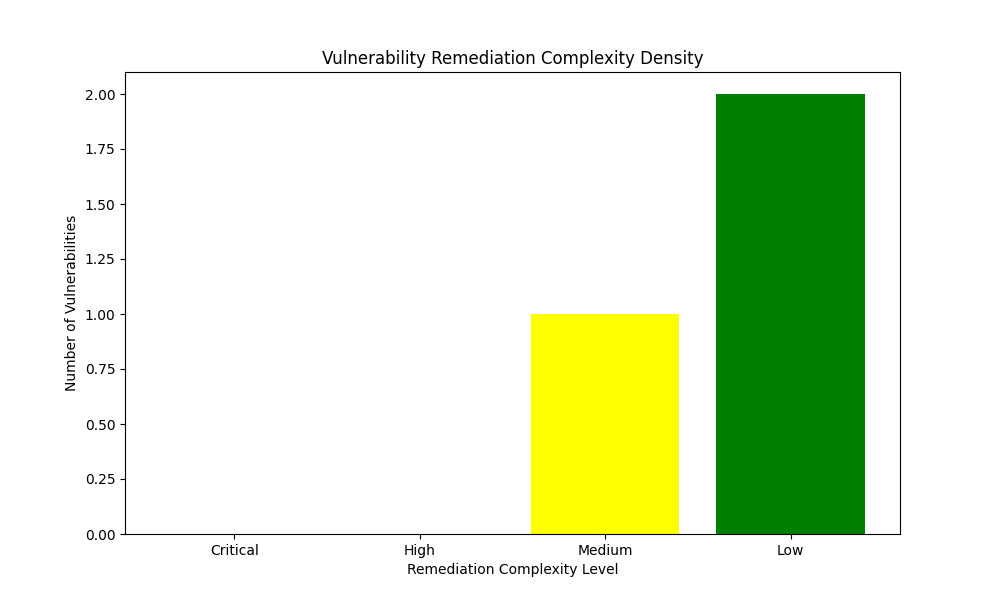 Vulnerability Remediation Complexity Density
Number of Vulnerabilities
2.00
1.75
1.50
1.25
1.00
0.75
0.50
0.25
0.00
Critical High Medium Low
Remediation Complexity Level